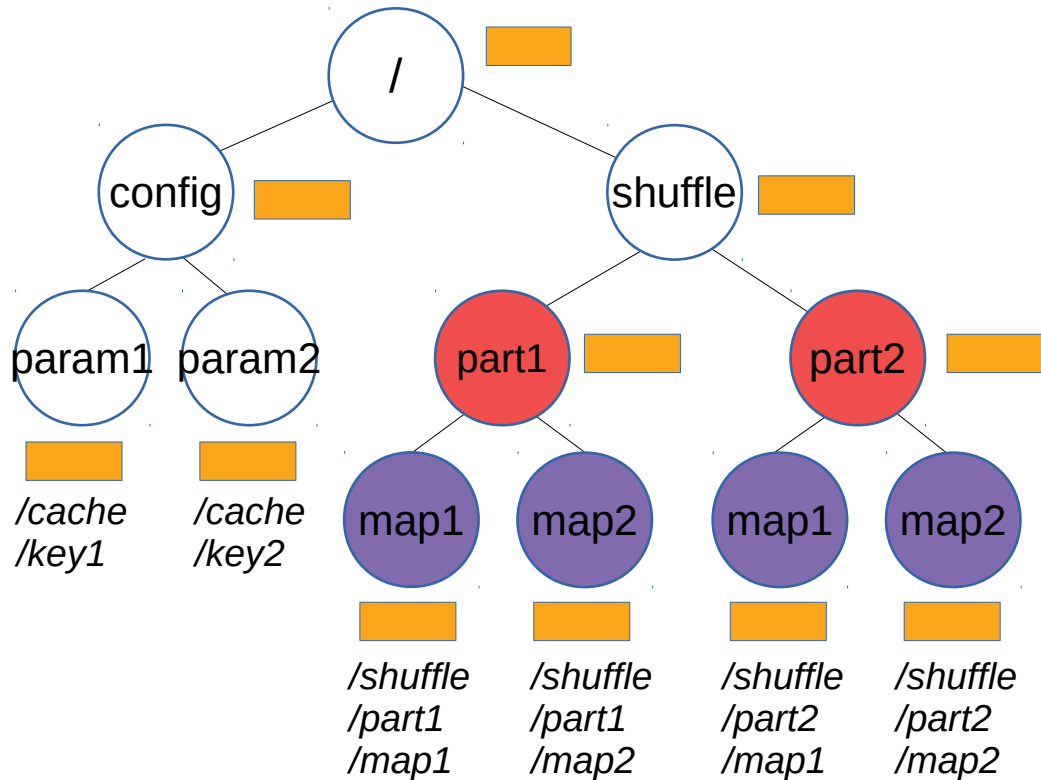 /
config
shuffle
param1
param2
part1
part2
map1
map2
map1
map2
/cache
/key1
/cache
/key2
/shuffle
/part1
/map1
/shuffle
/part1
/map2
/shuffle
/part2
/map1
/shuffle
/part2
/map2